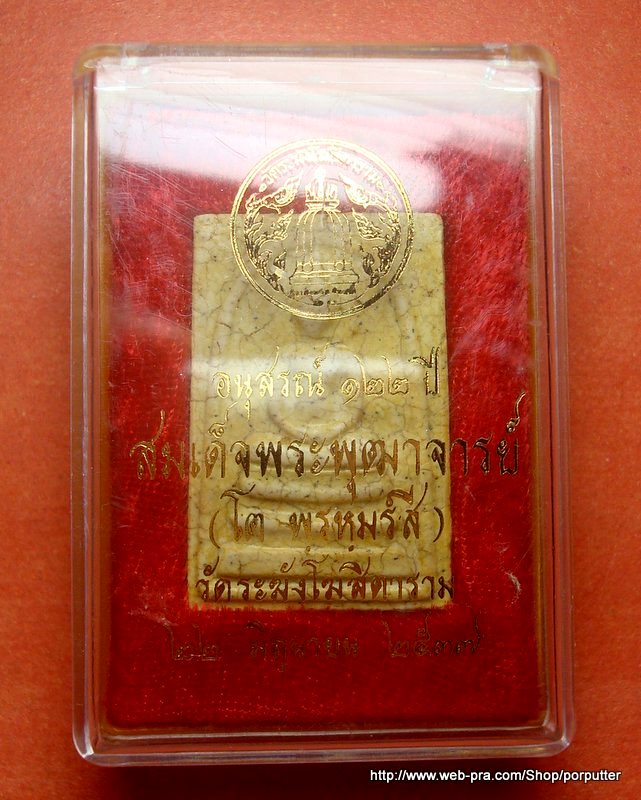 อนุสรณ์ ๑๒๒ ปี
สมเด็จพระพุฒาจารย์
(โต พฺรหฺมรํสี)
วัดระฆังโฆสิตาราม
๒๒ มิถุนายน ๒๕๓๗
http://www.web-pra.com/Shop/porputter